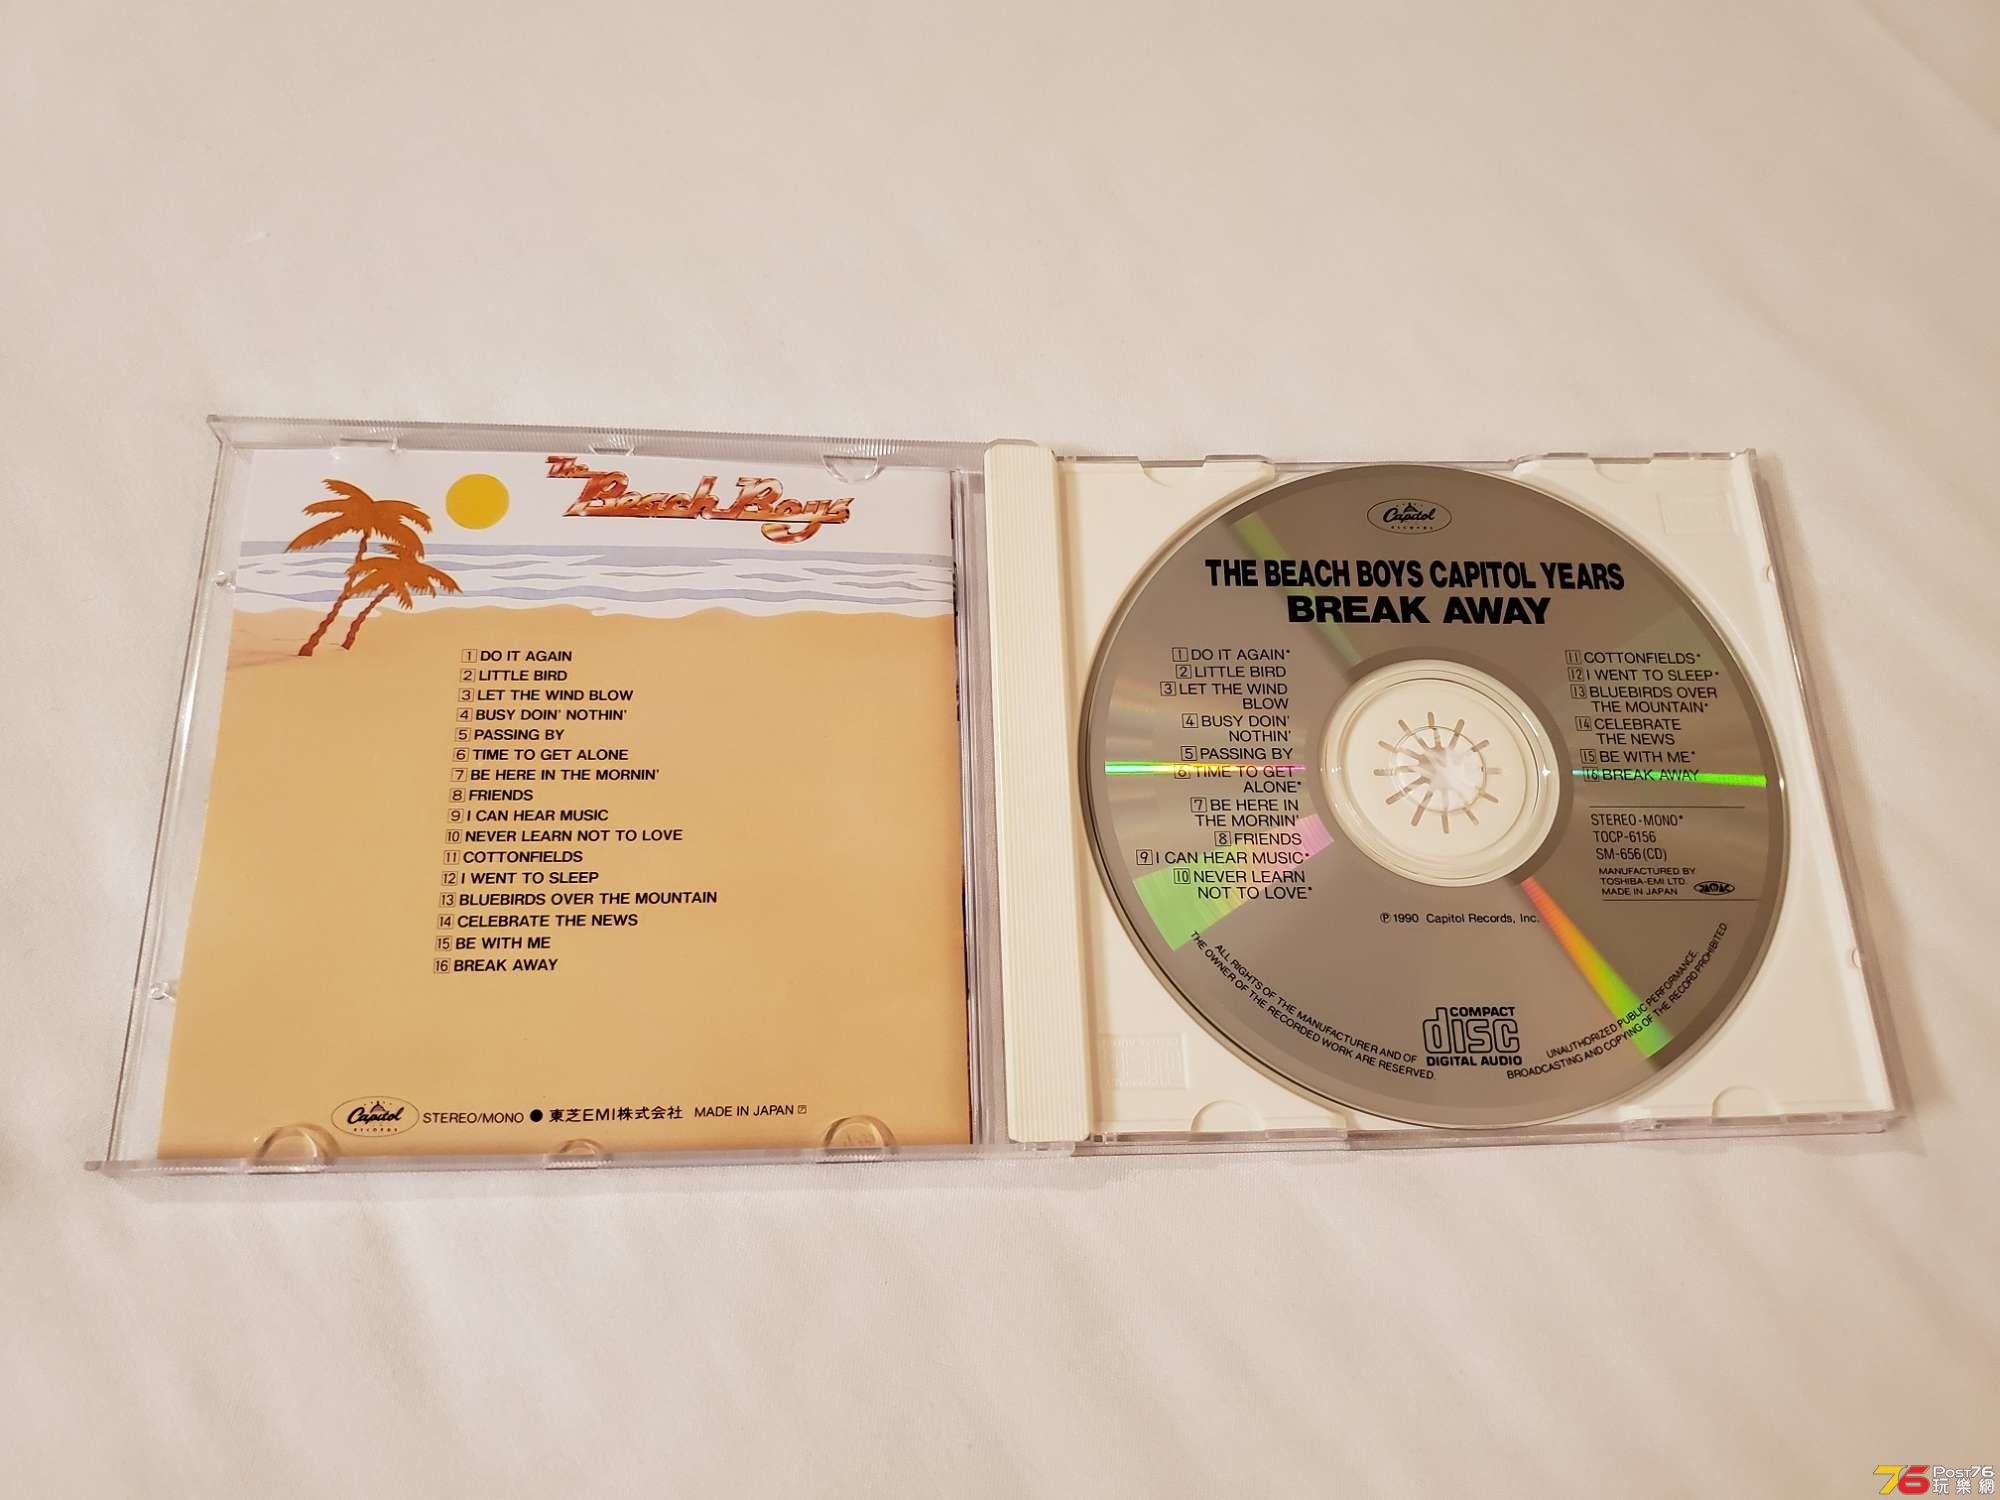 The
Beach Boys
1 DO IT AGAIN
2 LITTLE BIRD
3 LET THE WIND BLOW
4 BUSY DOIN' NOTHIN'
5 PASSING BY
6 TIME TO GET ALONE
7 BE HERE IN THE MORNIN'
8 FRIENDS
9 I CAN HEAR MUSIC
10 NEVER LEARN NOT TO LOVE
11 COTTONFIELDS
12 I WENT TO SLEEP
13 BLUEBIRDS OVER THE MOUNTAIN
14 CELEBRATE THE NEWS
15 BE WITH ME
16 BREAK AWAY
Capitol
RECORDS
STEREO/MONO ● 東芝EMI株式会社 MADE IN JAPAN
Capitol
RECORDS
THE BEACH BOYS CAPITOL YEARS
BREAK AWAY
1 DO IT AGAIN*
2 LITTLE BIRD
3 LET THE WIND
BLOW
4 BUSY DOIN'
NOTHIN'
5 PASSING BY
6 TIME TO GET
ALONE*
7 BE HERE IN
THE MORNIN'
8 FRIENDS
9 I CAN HEAR MUSIC*
10 NEVER LEARN
NOT TO LOVE*
11 COTTONFIELDS*
12 I WENT TO SLEEP*
13 BLUEBIRDS OVER
THE MOUNTAIN*
14 CELEBRATE
THE NEWS
15 BE WITH ME*
16 BREAK AWAY
STEREO-MONO*
TOCP-6156
SM-656(CD)
MANUFACTURED BY
TOSHIBA-EMI LTD.
MADE IN JAPAN
℗ 1990 Capitol Records, Inc.
ALL RIGHTS OF THE MANUFACTURER AND OF
THE OWNER OF THE RECORDED WORK ARE RESERVED.
COMPACT
disc
DIGITAL AUDIO
UNAUTHORIZED PUBLIC PERFORMANCE,
BROADCASTING AND COPYING OF THE RECORD PROHIBITED
76 Post76
玩樂網